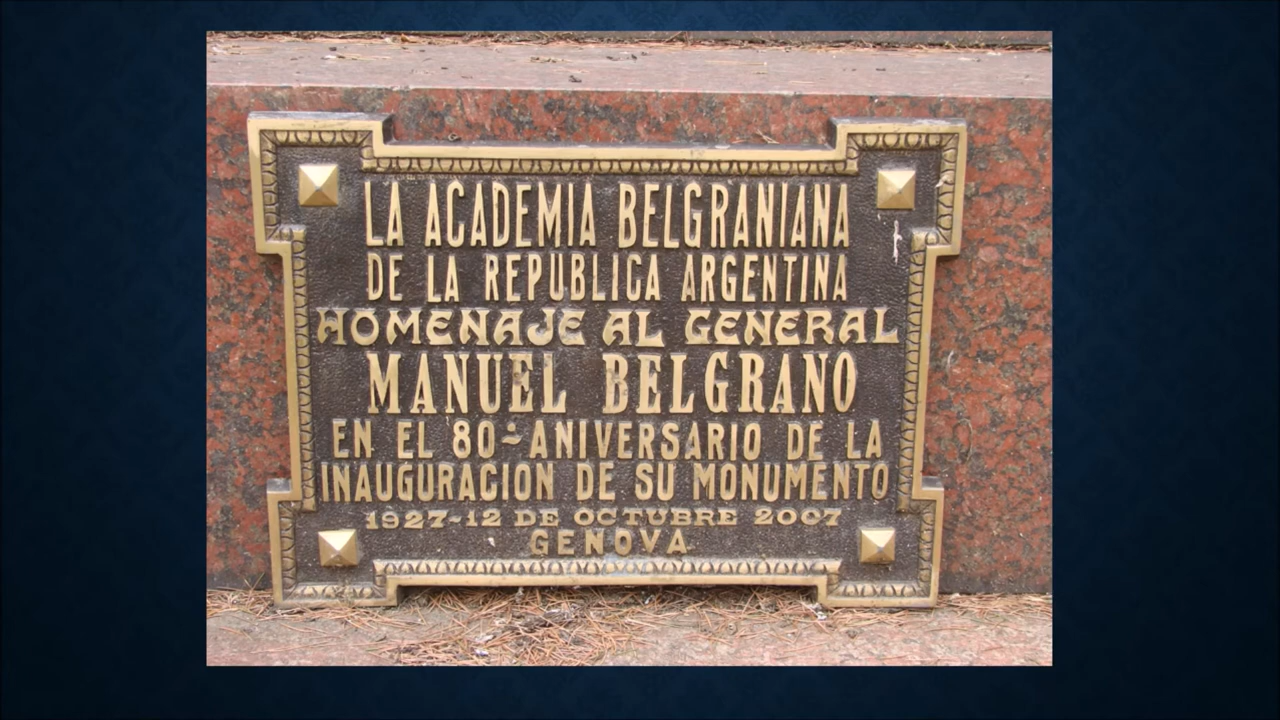 LA ACADEMIA BELGRANIANA
DE LA REPUBLICA ARGENTINA
HOMENAJE AL GENERAL
MANUEL BELGRANO
EN EL 80º ANIVERSARIO DE LA
INAUGURACION DE SU MONUMENTO
1927-12 DE OCTUBRE 2007
GENOVA